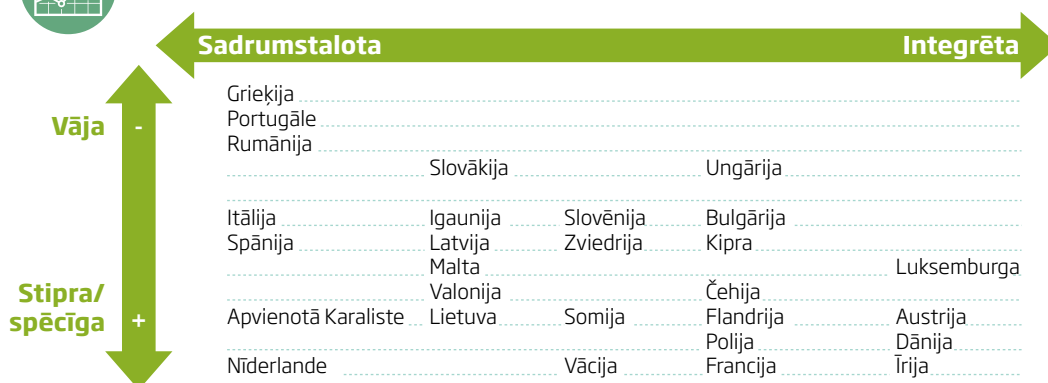 Sadrumstalota Integrēta
Grieķija
Vāja - Portugāle
Rumānija
Slovākija Ungārija
Itālija Igaunija Slovēnija Bulgārija
Spānija Latvija Zviedrija Kipra
Malta Luksemburga
Stipra/ Valonija Čehija
spēcīga + Apvienotā Karaliste Lietuva Somija Flandrija Austrija
Polija Dānija
Nīderlande Vācija Francija Īrija